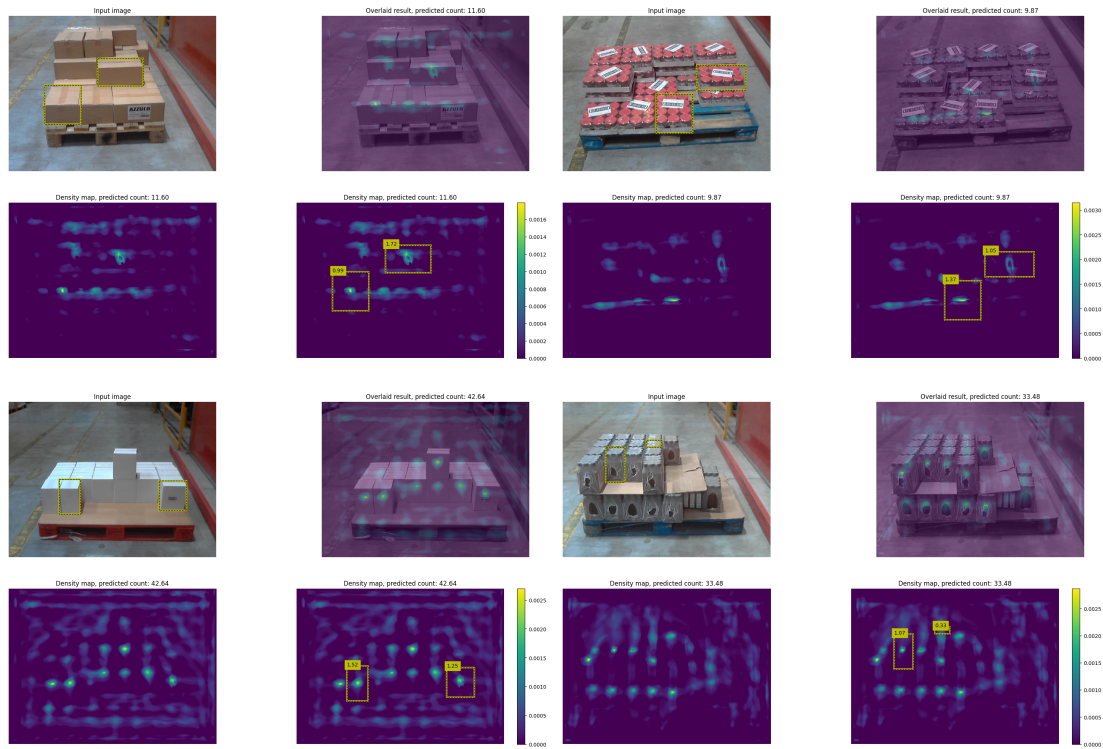 Input image
Overlaid result, predicted count: 11.60
Input image
Overlaid result, predicted count: 9.87
Density map, predicted count: 11.60
Density map, predicted count: 11.60
Density map, predicted count: 9.87
Density map, predicted count: 9.87
1.72
0.99
0.0016
0.0014
0.0012
0.0010
0.0008
0.0006
0.0004
0.0002
0.0000
1.05
1.37
0.0030
0.0025
0.0020
0.0015
0.0010
0.0005
0.0000
Input image
Overlaid result, predicted count: 42.64
Input image
Overlaid result, predicted count: 33.48
Density map, predicted count: 42.64
Density map, predicted count: 42.64
Density map, predicted count: 33.48
Density map, predicted count: 33.48
1.52
1.25
0.0025
0.0020
0.0015
0.0010
0.0005
0.0000
1.07
0.33
0.0025
0.0020
0.0015
0.0010
0.0005
0.0000